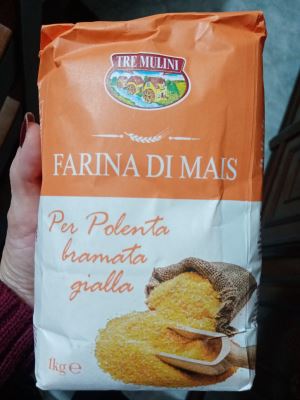 TRE MULINI
FARINA DI MAIS
Per Polenta
bramata
gialla
1kg ℮